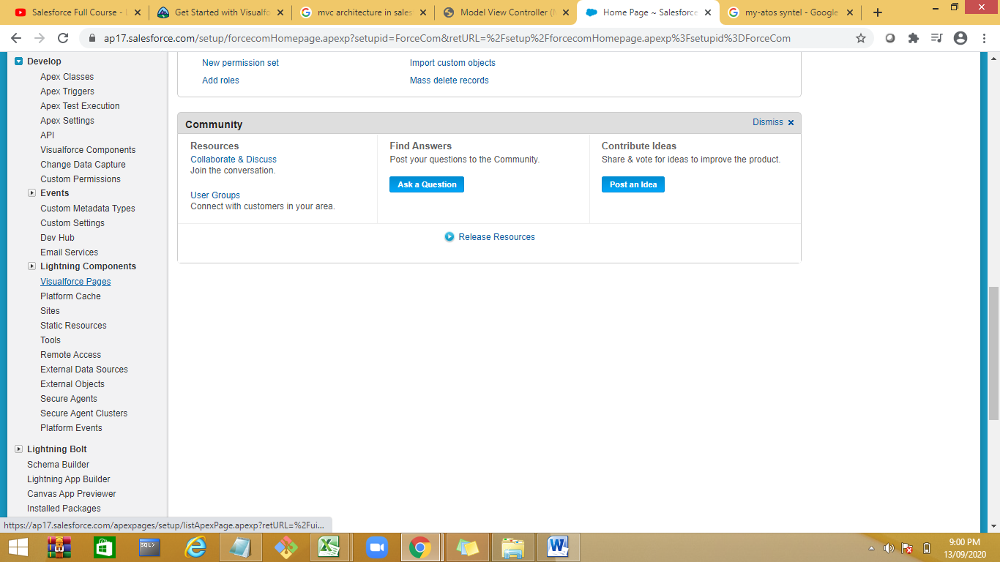 Salesforce Full Course - L
Get Started with Visualfo
mvc architecture in sales
Model View Controller (M
Home Page ~ Salesforce
my-atos syntel - Google
ap17.salesforce.com/setup/forcecomHomepage.apexp?setupid=ForceCom&retURL=%2Fsetup%2FforcecomHomepage.apexp%3Fsetupid%3DForceCom
Develop
Apex Classes
Apex Triggers
Apex Test Execution
Apex Settings
API
Visualforce Components
Change Data Capture
Custom Permissions
Events
Custom Metadata Types
Custom Settings
Dev Hub
Email Services
Lightning Components
Visualforce Pages
Platform Cache
Sites
Static Resources
Tools
Remote Access
External Data Sources
External Objects
Secure Agents
Secure Agent Clusters
Platform Events
Lightning Bolt
Schema Builder
Lightning App Builder
Canvas App Previewer
Installed Packages
New permission set
Import custom objects
Add roles
Mass delete records
Community
Dismiss
Resources
Collaborate & Discuss
Join the conversation.
User Groups
Connect with customers in your area.
Find Answers
Post your questions to the Community.
Ask a Question
Contribute Ideas
Share & vote for ideas to improve the product.
Post an Idea
Release Resources
https://ap17.salesforce.com/apexpages/setup/listApexPage.apexp?retURL=%2Fui...
SQL>
9:00 PM
13/09/2020